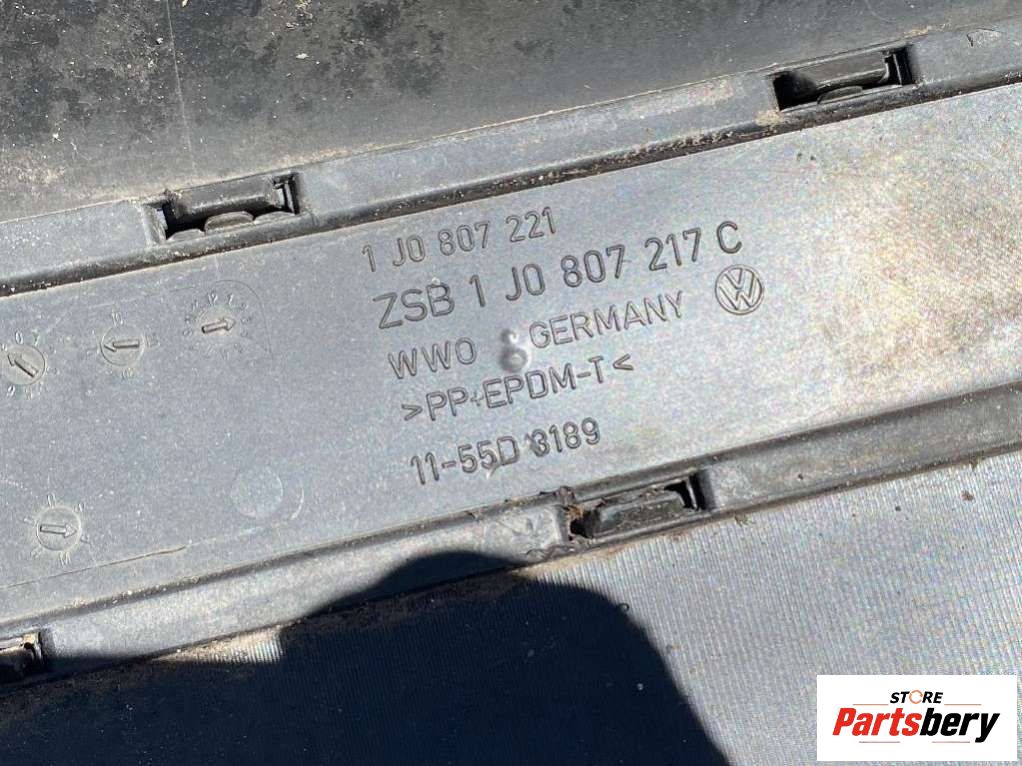 1 J0 807 221
ZSB 1 J0 807 217 C
WWO GERMANY
>PP+EPDM-T<
11-55D 3189
STORE
Partsbery